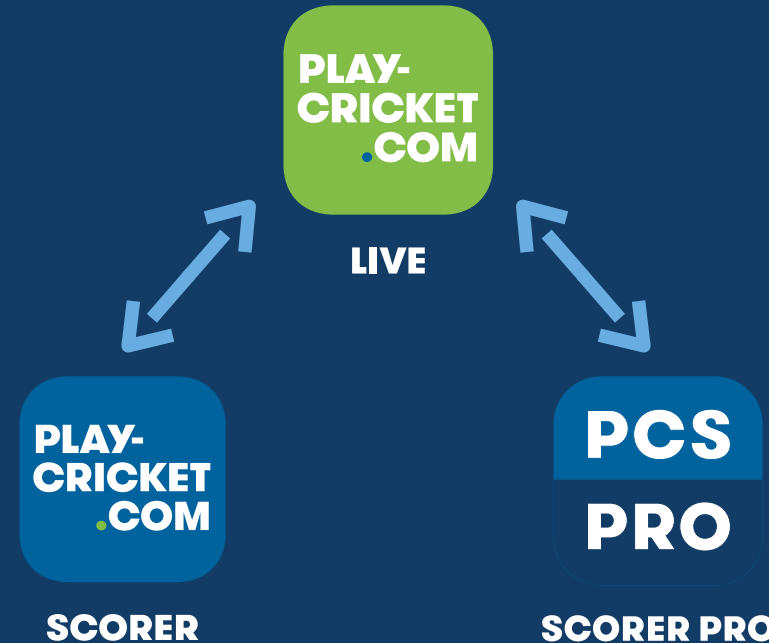 PLAY-
CRICKET
.COM
LIVE
PLAY-
CRICKET
.COM
PCS
PRO
SCORER
SCORER PRO